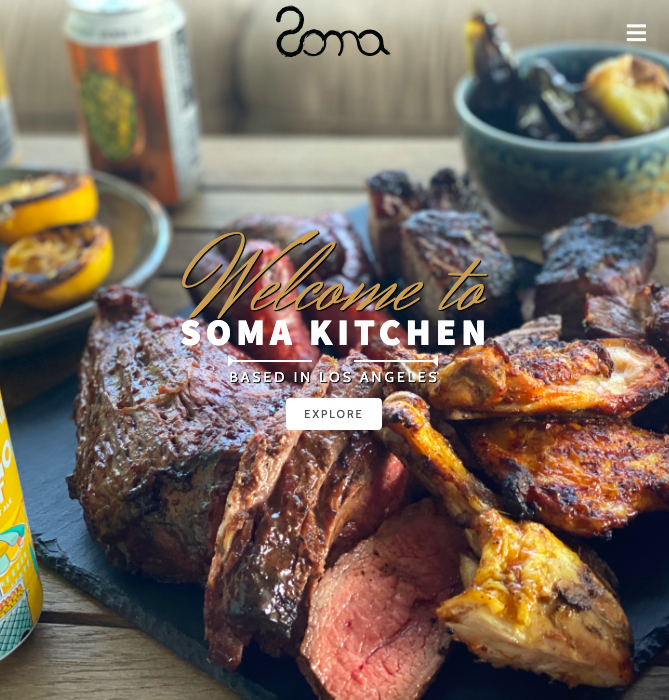 Soma
Welcome to
SOMA KITCHEN
BASED IN LOS ANGELES
EXPLORE